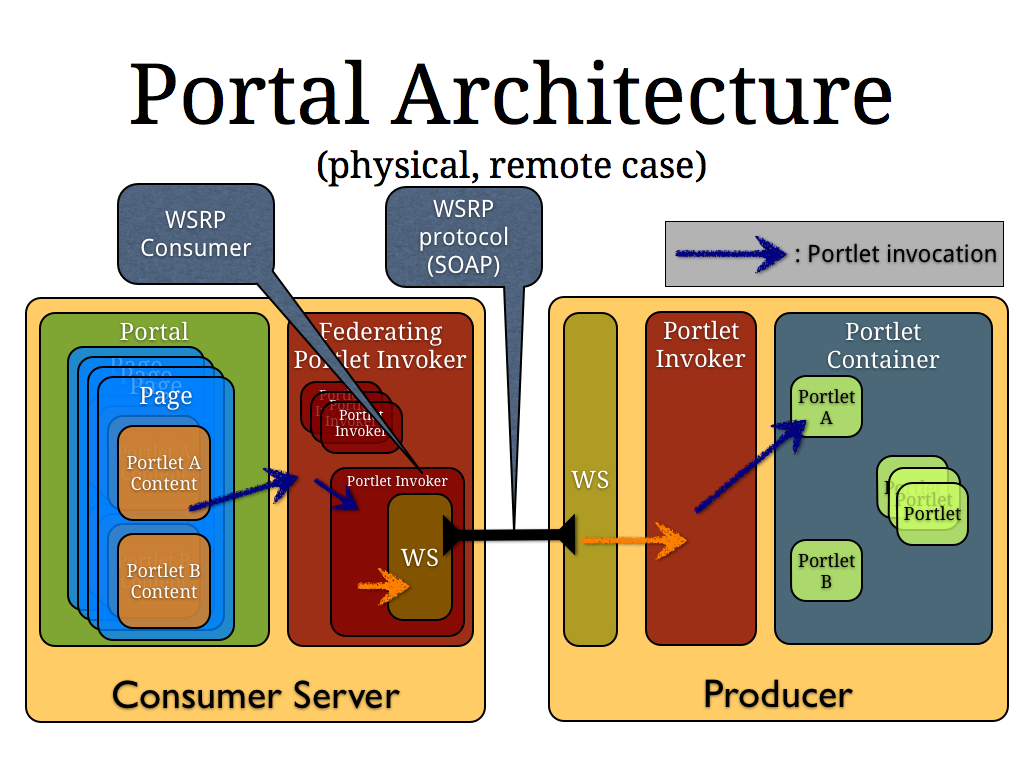 Portal Architecture
(physical, remote case)
WSRP
Consumer
WSRP
protocol
(SOAP)
: Portlet invocation
Portal
Page
Page
Page
Portlet A
Content
Portlet B
Content
Federating
Portlet Invoker
Portlet
Invoker
Portlet Invoker
WS
Consumer Server
WS
Portlet
Invoker
Portlet
Container
Portlet
A
Portlet
Portlet
Portlet
B
Producer